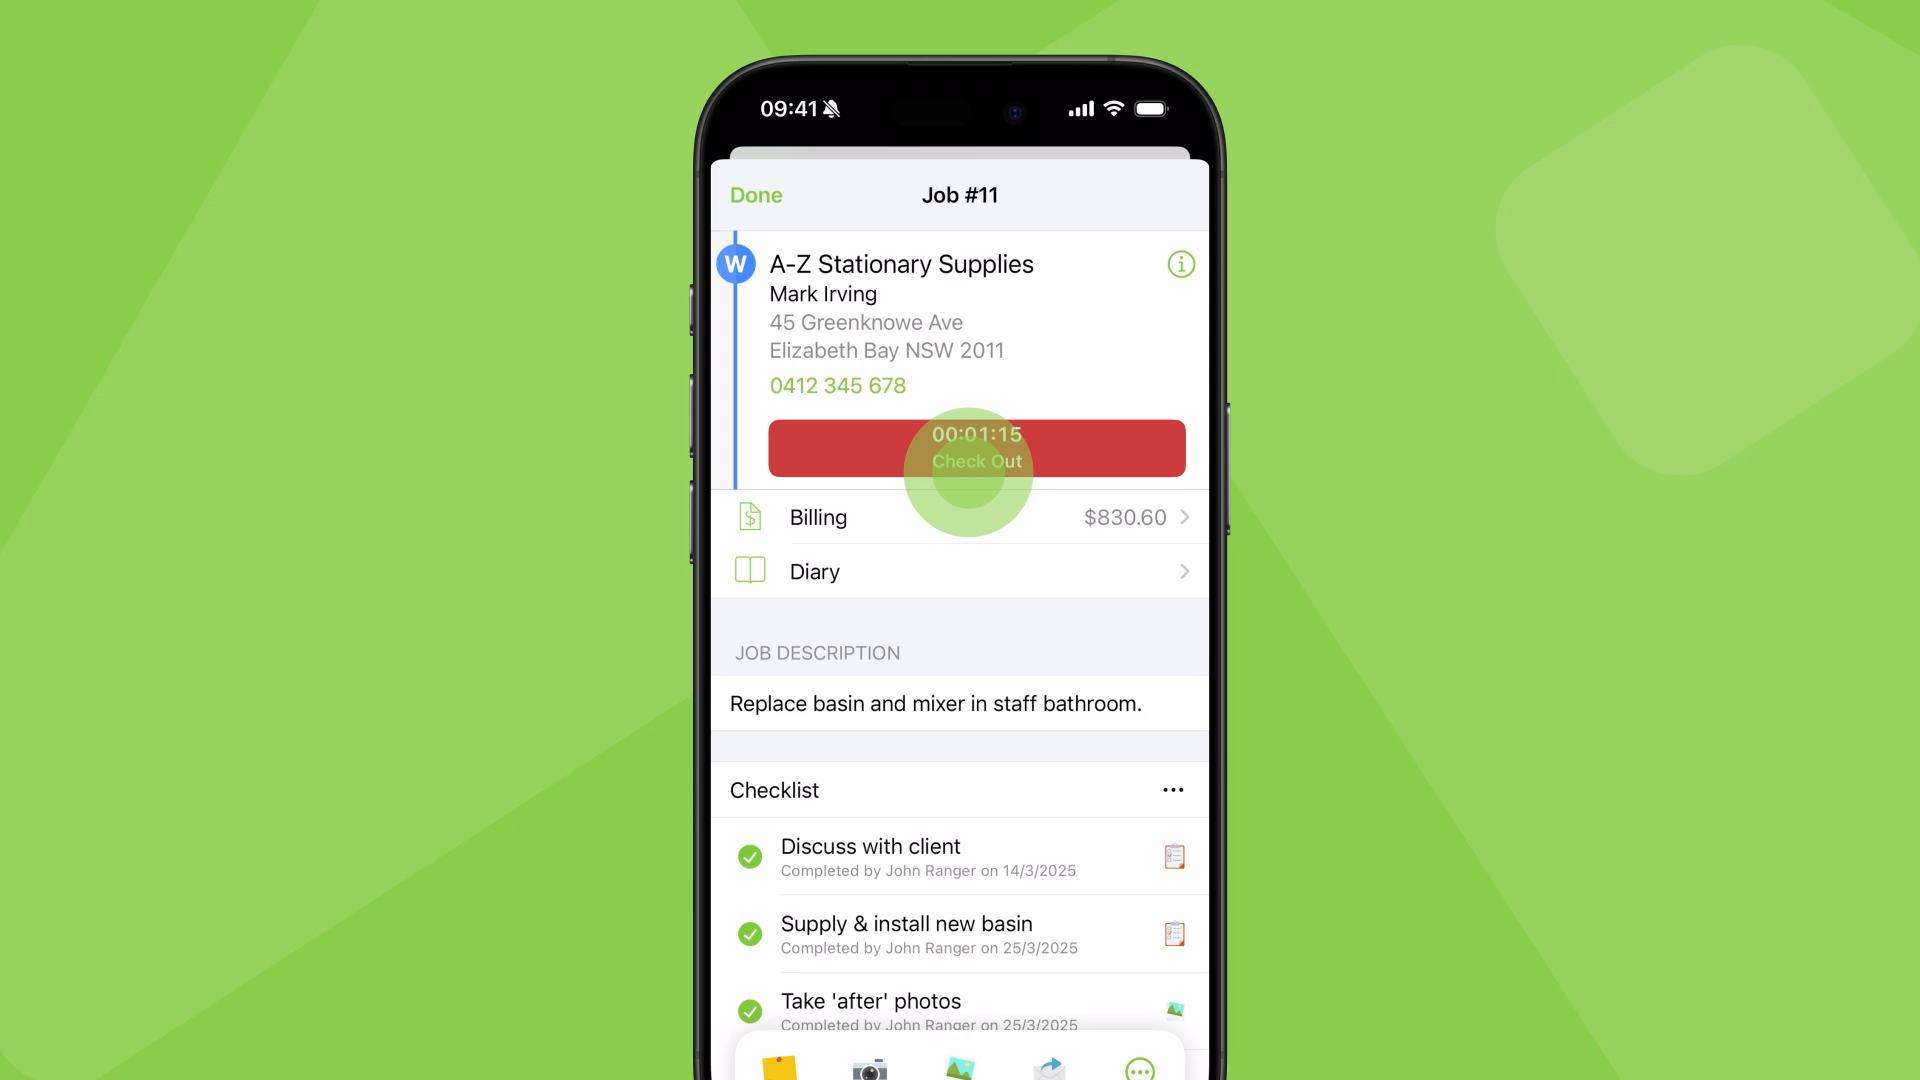 09:41
Done
Job #11
W
A-Z Stationary Supplies
Mark Irving
45 Greenknowe Ave
Elizabeth Bay NSW 2011
0412 345 678
00:01:15
Check Out
Billing
$830.60
Diary
JOB DESCRIPTION
Replace basin and mixer in staff bathroom.
Checklist
Discuss with client
Completed by John Ranger on 14/3/2025
Supply & install new basin
Completed by John Ranger on 25/3/2025
Take 'after' photos
Completed by John Ranger on 25/3/2025